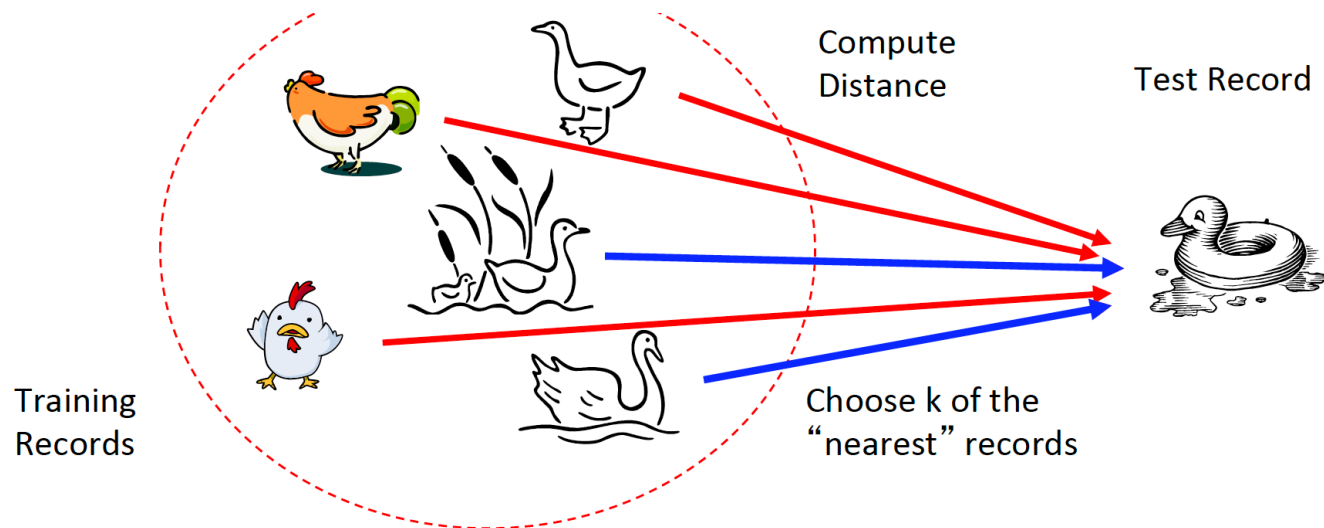 Compute
Distance
Test Record
Training
Records
Choose k of the
“nearest” records